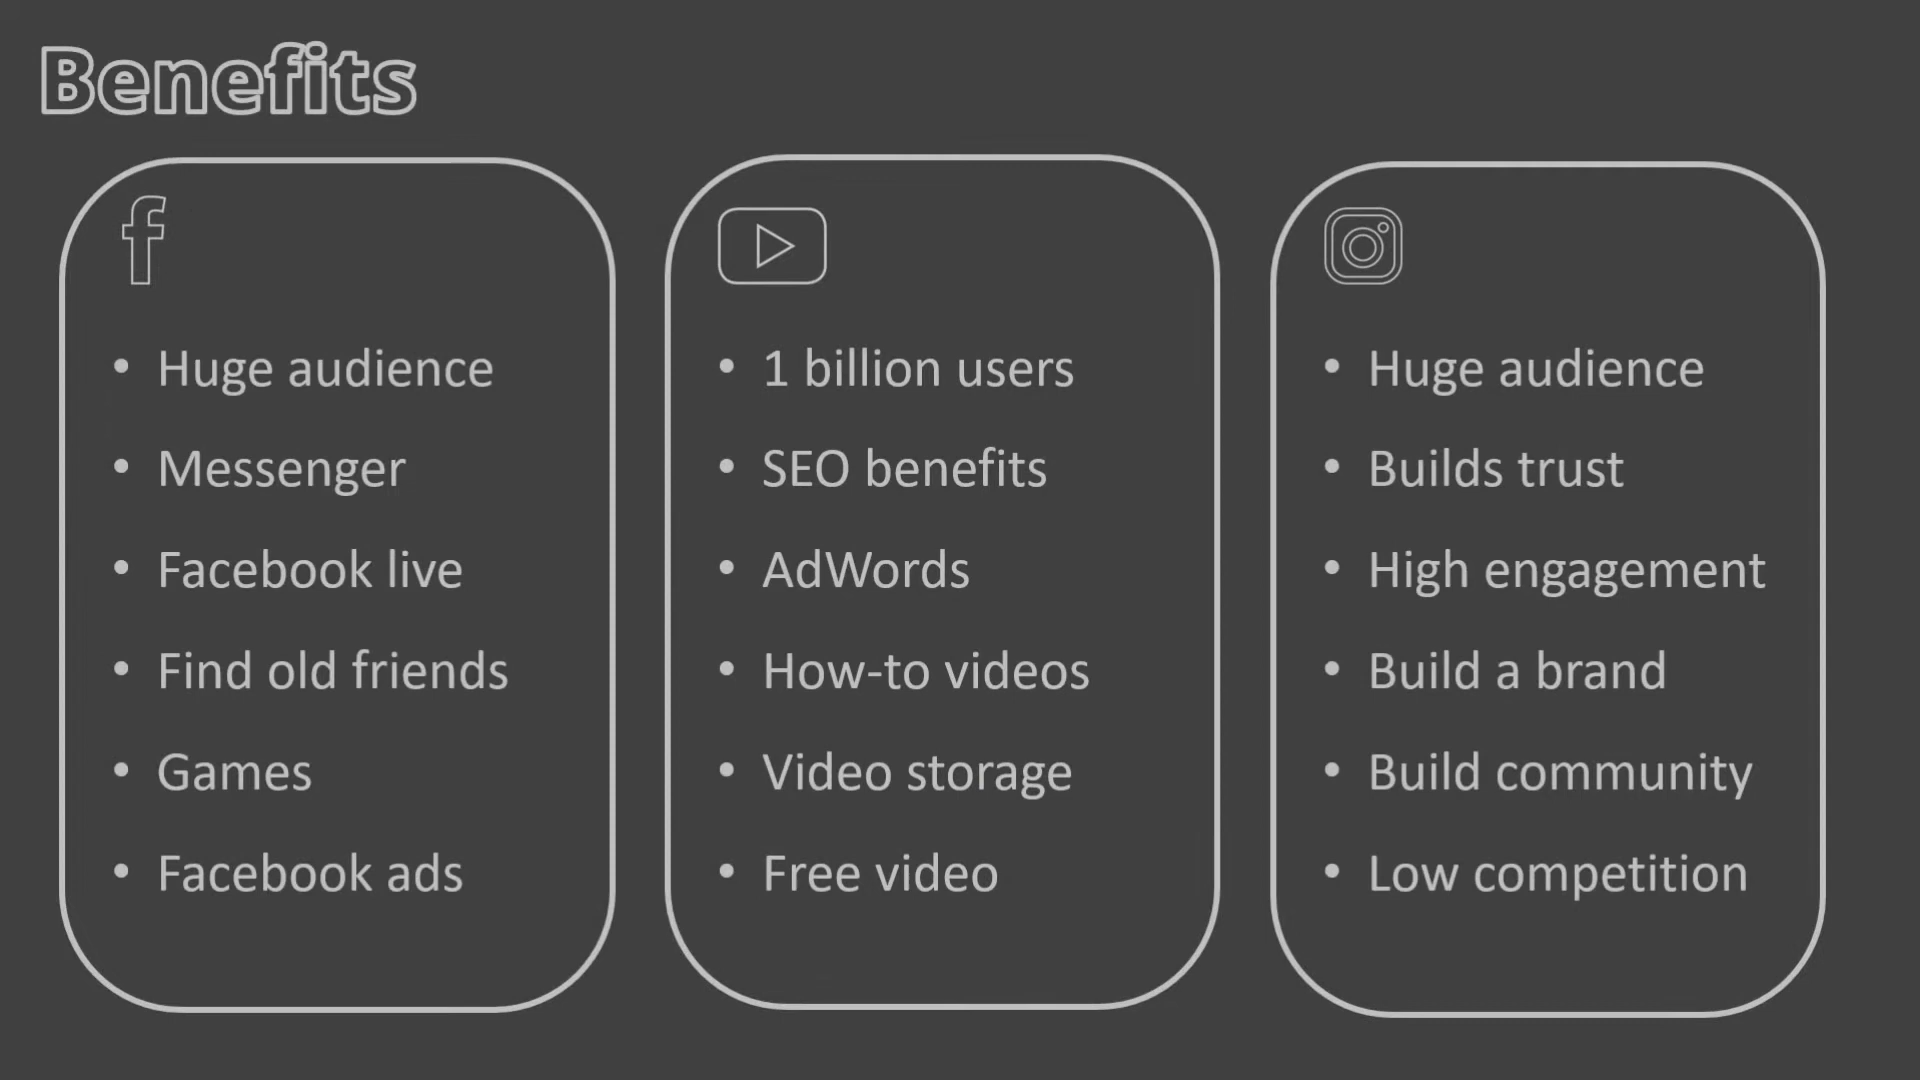 Benefits
• Huge audience
• Messenger
• Facebook live
• Find old friends
• Games
• Facebook ads
• 1 billion users
• SEO benefits
• AdWords
• How-to videos
• Video storage
• Free video
• Huge audience
• Builds trust
• High engagement
• Build a brand
• Build community
• Low competition